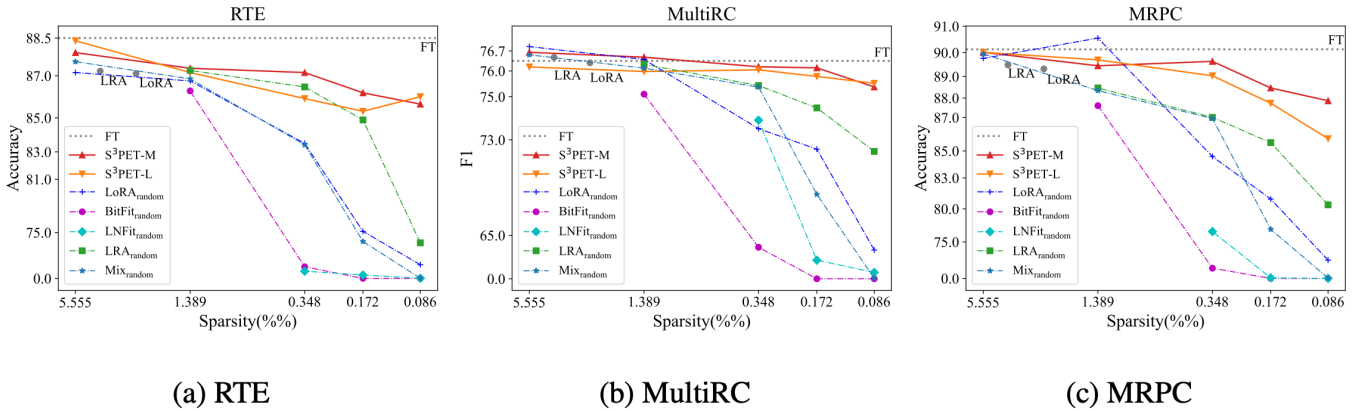 RTE
88.5
87.0
85.0
83.0
81.0
75.0
0.0
Accuracy
FT
LRA
LoRA
FT
S³PET-M
S³PET-L
LoRA_random
BitFit_random
LNFit_random
LRA_random
Mix_random
5.555
1.389
0.348
0.172
0.086
Sparsity(%%)
(a) RTE
MultiRC
76.7
76.0
75.0
73.0
65.0
0.0
F1
FT
LRA
LoRA
FT
S³PET-M
S³PET-L
LoRA_random
BitFit_random
LNFit_random
LRA_random
Mix_random
5.555
1.389
0.348
0.172
0.086
Sparsity(%%)
(b) MultiRC
MRPC
91.0
90.0
89.0
88.0
87.0
85.0
83.0
80.0
75.0
0.0
Accuracy
FT
LRA
LoRA
FT
S³PET-M
S³PET-L
LoRA_random
BitFit_random
LNFit_random
LRA_random
Mix_random
5.555
1.389
0.348
0.172
0.086
Sparsity(%%)
(c) MRPC